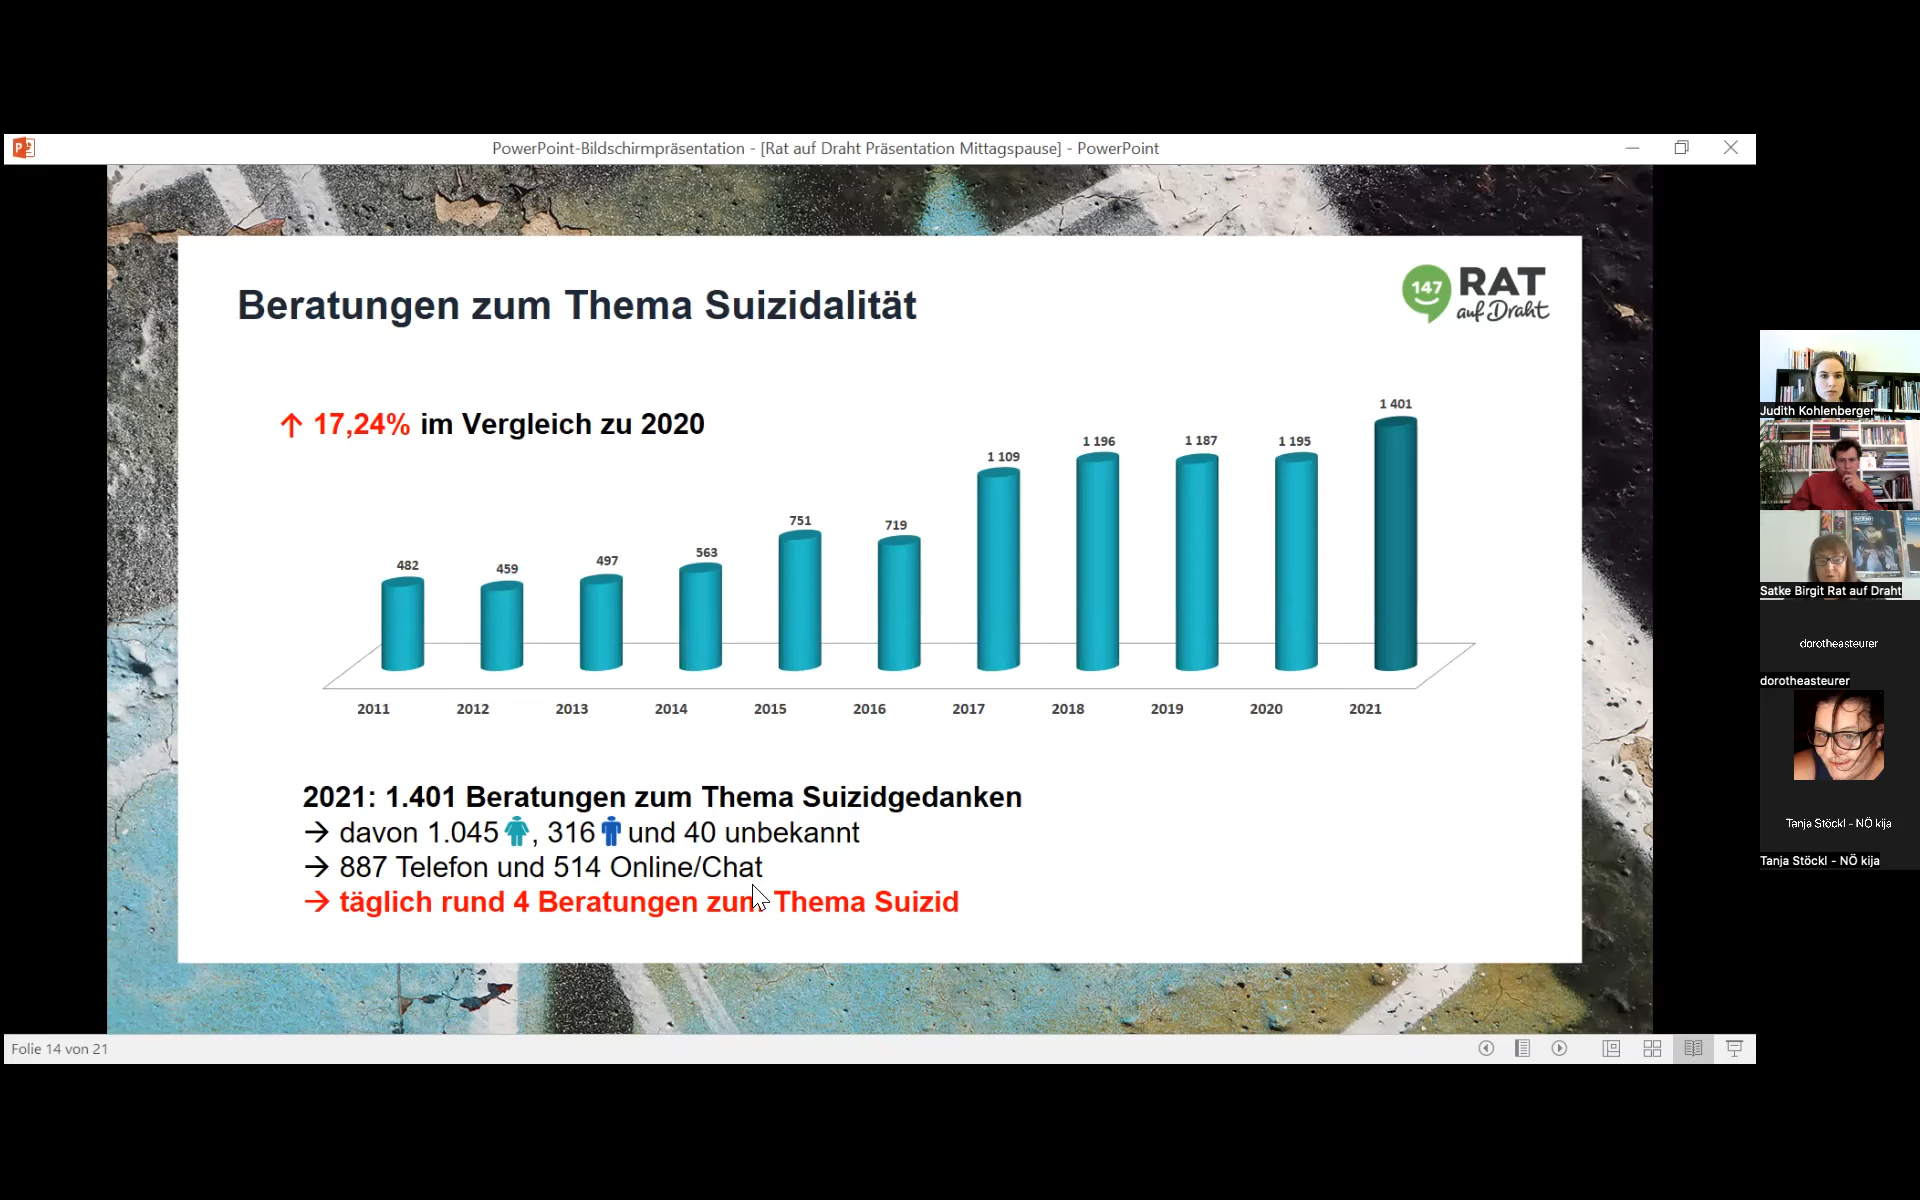 PowerPoint-Bildschirmpräsentation - [Rat auf Draht Präsentation Mittagspause] - PowerPoint
Beratungen zum Thema Suizidalität
147 RAT
auf Draht
↑ 17,24% im Vergleich zu 2020
482
459
497
563
751
719
1 109
1 196
1 187
1 195
1 401
2011 2012 2013 2014 2015 2016 2017 2018 2019 2020 2021
2021: 1.401 Beratungen zum Thema Suizidgedanken
→ davon 1.045 , 316 und 40 unbekannt
→ 887 Telefon und 514 Online/Chat
→ täglich rund 4 Beratungen zum Thema Suizid
Folie 14 von 21
Judith Kohlenberger
Satke Birgit Rat auf Draht
dorotheasteurer
dorotheasteurer
Tanja Stöckl - NÖ kija
Tanja Stöckl - NÖ kija